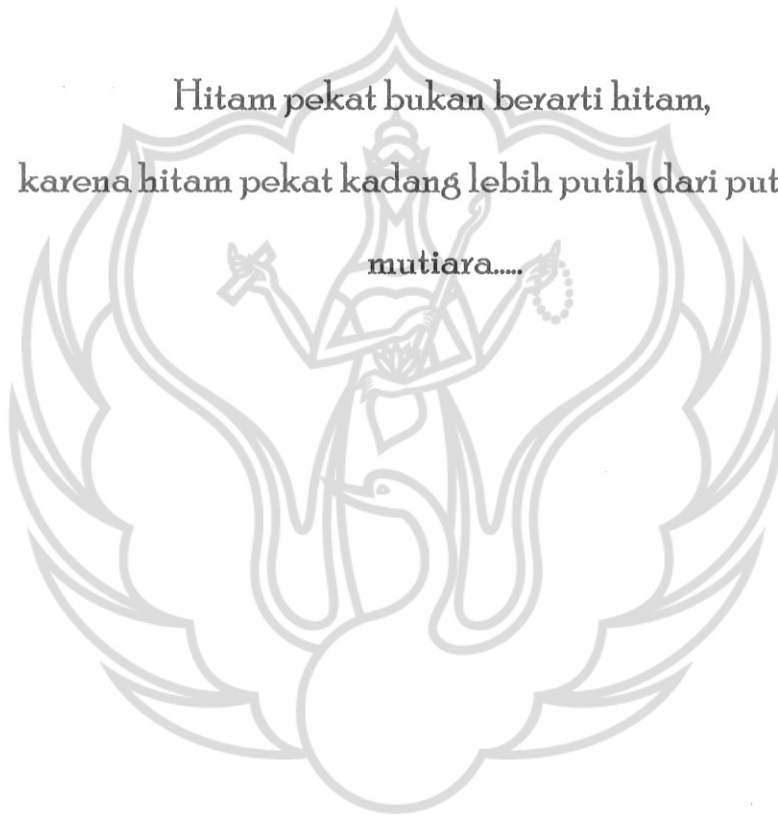 Hitam pekat bukan berarti hitam,
karena hitam pekat kadang lebih putih dari put
mutiara.....